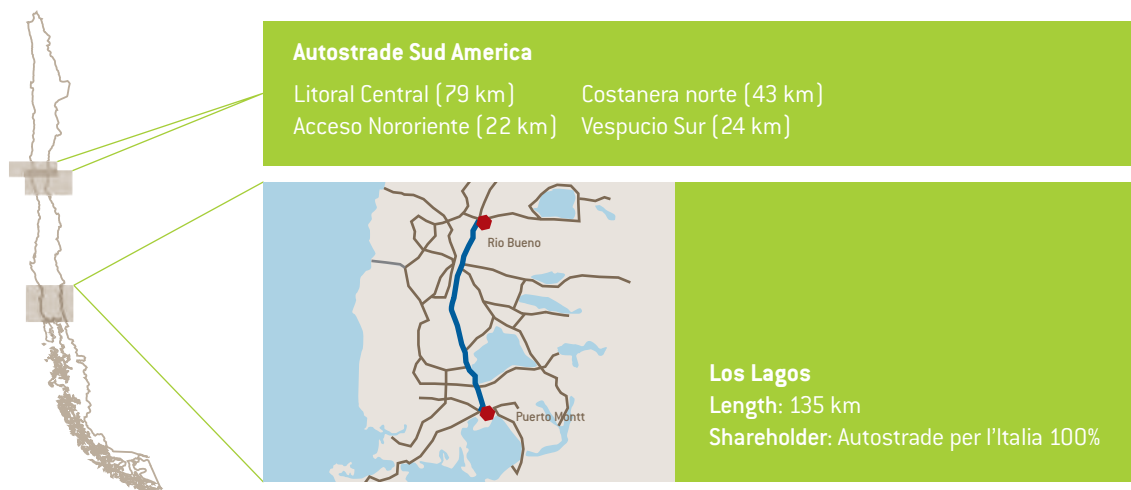 Autostrade Sud America
Litoral Central (79 km) Costanera norte (43 km)
Acceso Nororiente (22 km) Vespucio Sur (24 km)
Rio Bueno
Puerto Montt
Los Lagos
Length: 135 km
Shareholder: Autostrade per l'Italia 100%